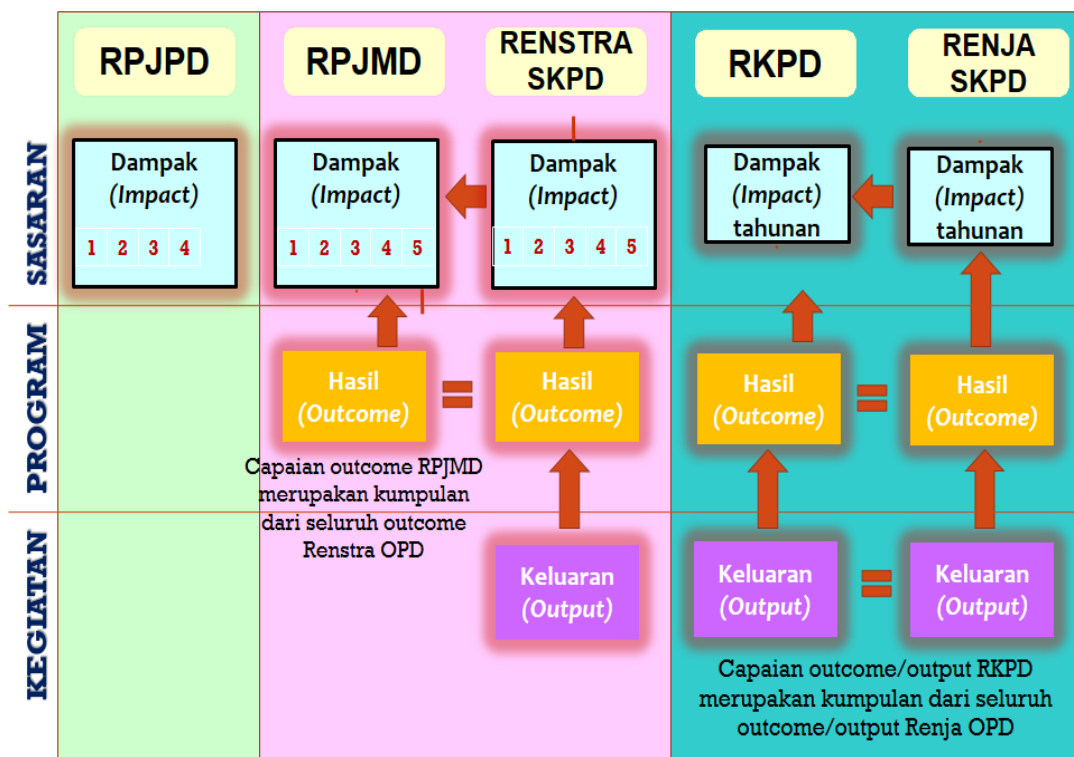 RPJPD
RPJMD
RENSTRA
SKPD
RKPD
RENJA
SKPD
SASARAN
Dampak
(Impact)
1 2 3 4
Dampak
(Impact)
1 2 3 4 5
Dampak
(Impact)
1 2 3 4 5
Dampak
(Impact)
tahunan
Dampak
(Impact)
tahunan
PROGRAM
Hasil
(Outcome)
=
Hasil
(Outcome)
Hasil
(Outcome)
=
Hasil
(Outcome)
Capaian outcome RPJMD
merupakan kumpulan
dari seluruh outcome
Renstra OPD
KEGIATAN
Keluaran
(Output)
Keluaran
(Output)
=
Keluaran
(Output)
Capaian outcome/output RKPD
merupakan kumpulan dari seluruh
outcome/output Renja OPD